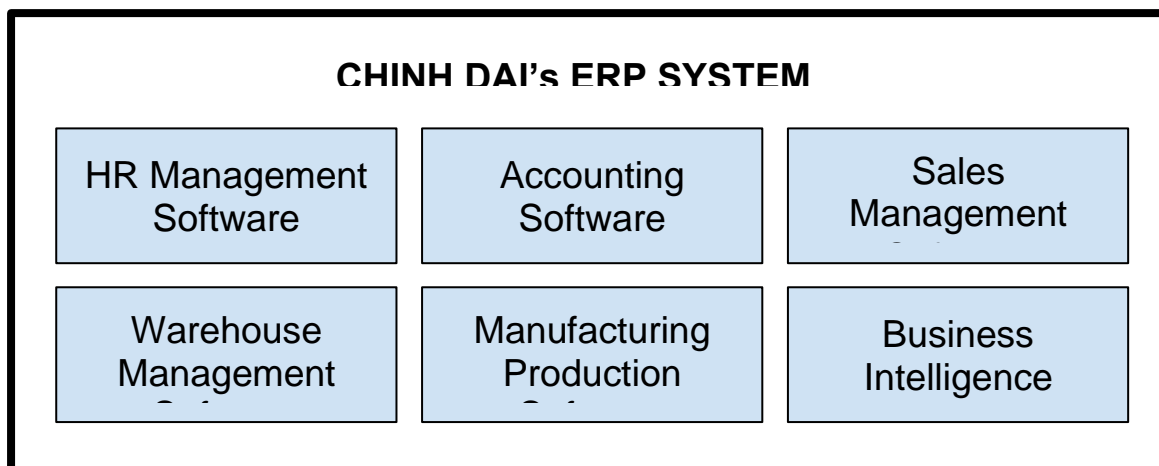 CHINH DAI's ERP SYSTEM
HR Management
Software
Accounting
Software
Sales
Management
Warehouse
Management
Manufacturing
Production
Business
Intelligence